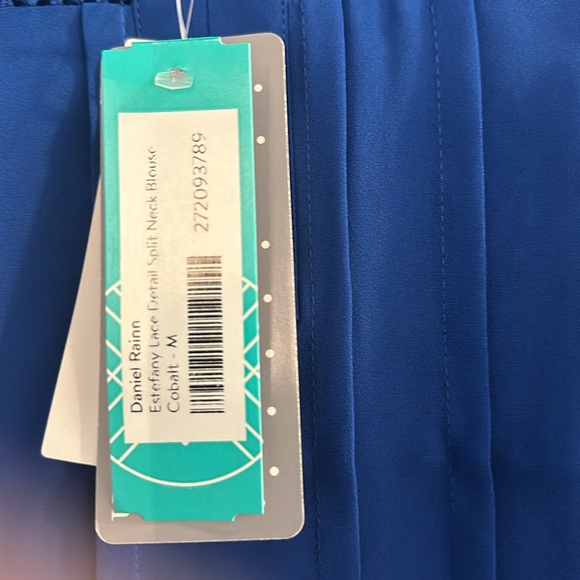 Daniel Rainn
Estefany Lace Detail Split Neck Blouse
Cobalt - M
272093789